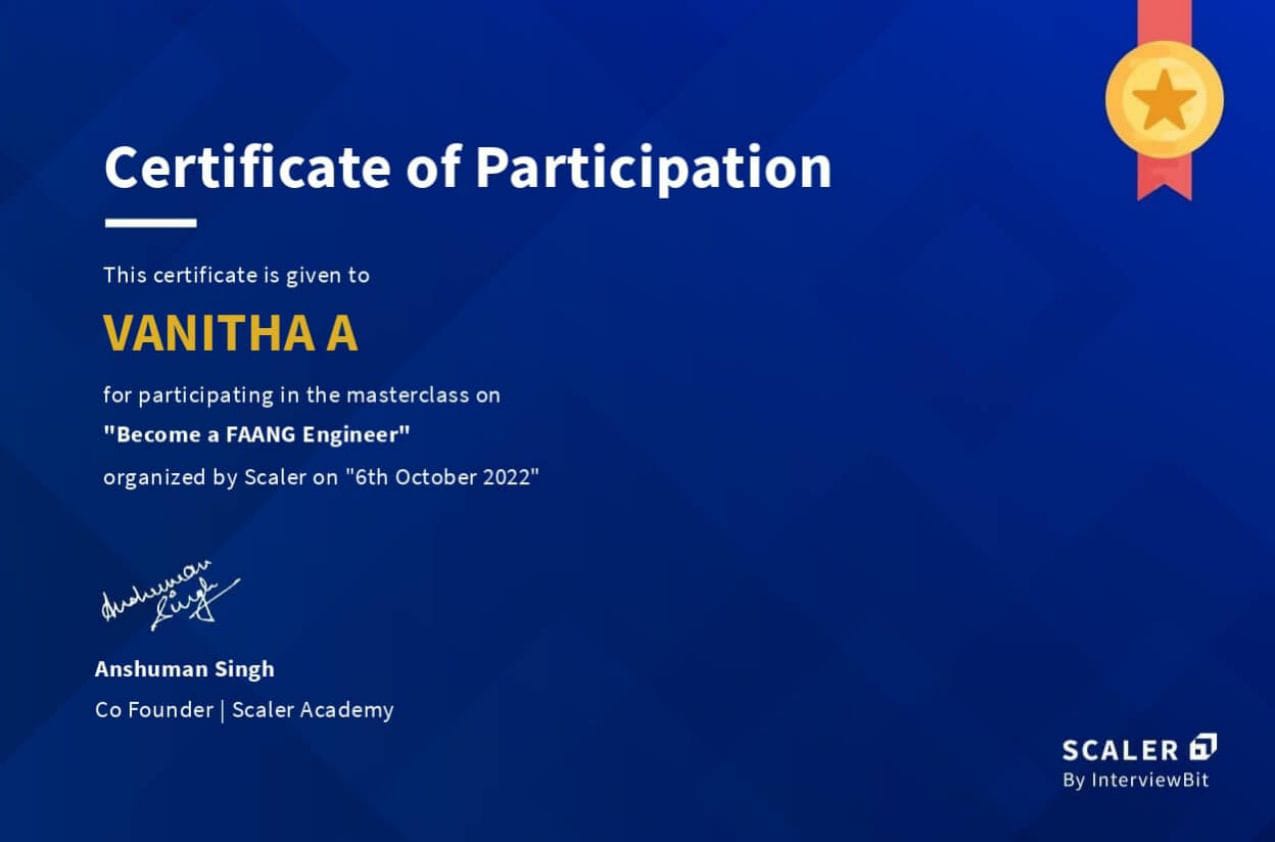 Certificate of Participation
This certificate is given to
VANITHA A
for participating in the masterclass on
"Become a FAANG Engineer"
organized by Scaler on "6th October 2022"
Anshuman
Singh
Anshuman Singh
Co Founder | Scaler Academy
SCALER
By InterviewBit